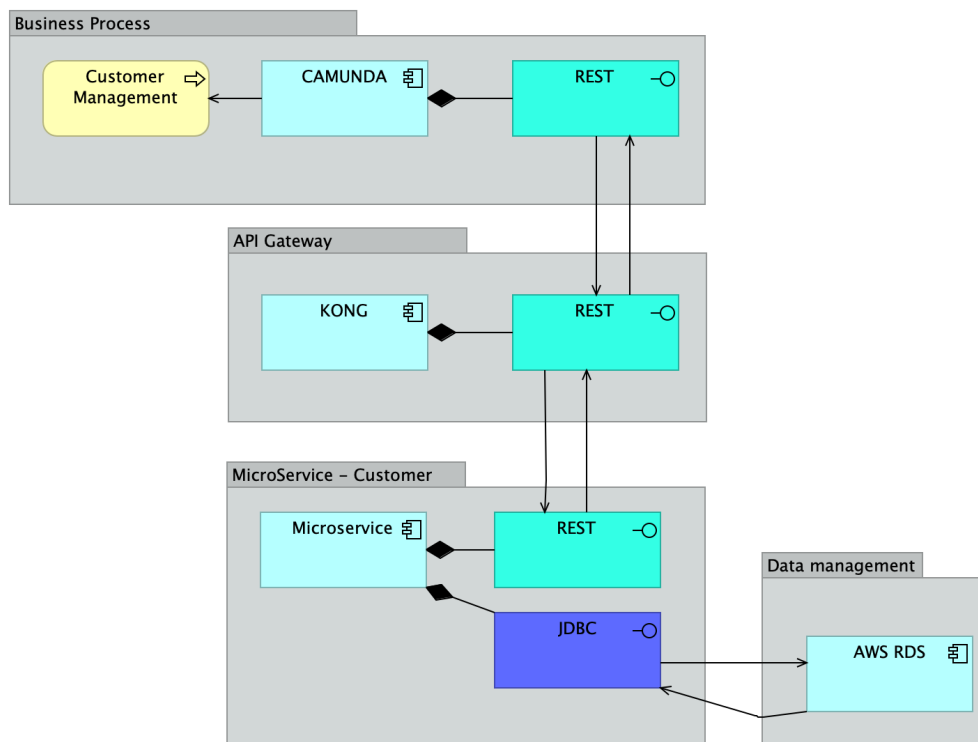 Business Process
Customer
Management
CAMUNDA
REST
API Gateway
KONG
REST
MicroService – Customer
Microservice
REST
JDBC
Data management
AWS RDS